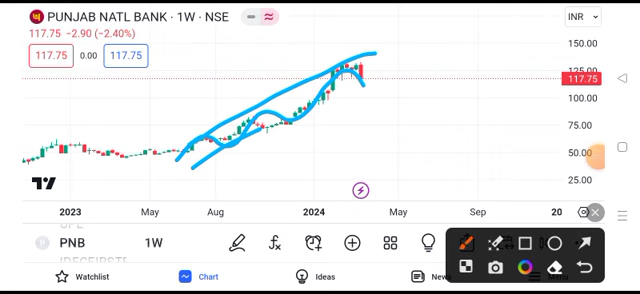 PUNJAB NATL BANK · 1W · NSE
INR
117.75 −2.90 (−2.40%)
117.75 0.00 117.75
150.00
125.00
117.75
100.00
75.00
50.00
25.00
2023 May Aug 2024 May Sep 20
PNB 1W
Watchlist Chart Ideas News Menu